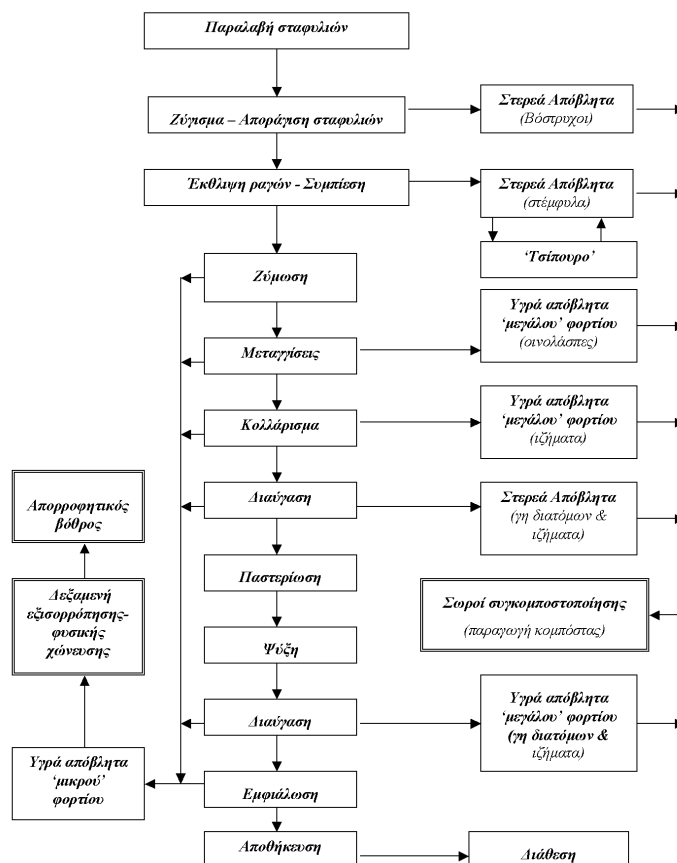 Παραλαβή σταφυλιών
Ζύγισμα – Αποράγιση σταφυλιών
Στερεά Απόβλητα
(Βόστρυχοι)
Έκθλιψη ραγών - Συμπίεση
Στερεά Απόβλητα
(στέμφυλα)
‘Τσίπουρο’
Ζύμωση
Υγρά απόβλητα
‘μεγάλου’ φορτίου
(οινολάσπες)
Μεταγγίσεις
Κολλάρισμα
Υγρά απόβλητα
‘μεγάλου’ φορτίου
(ιζήματα)
Διαύγαση
Στερεά Απόβλητα
(γη διατόμων &
ιζήματα)
Απορροφητικός
βόθρος
Παστερίωση
Δεξαμενή
εξισορρόπησης-
φυσικής
χώνευσης
Σωροί συγκομποστοποίησης
(παραγωγή κομπόστας)
Ψύξη
Διαύγαση
Υγρά απόβλητα
‘μεγάλου’ φορτίου
(γη διατόμων &
ιζήματα)
Υγρά απόβλητα
‘μικρού’
φορτίου
Εμφιάλωση
Αποθήκευση
Διάθεση